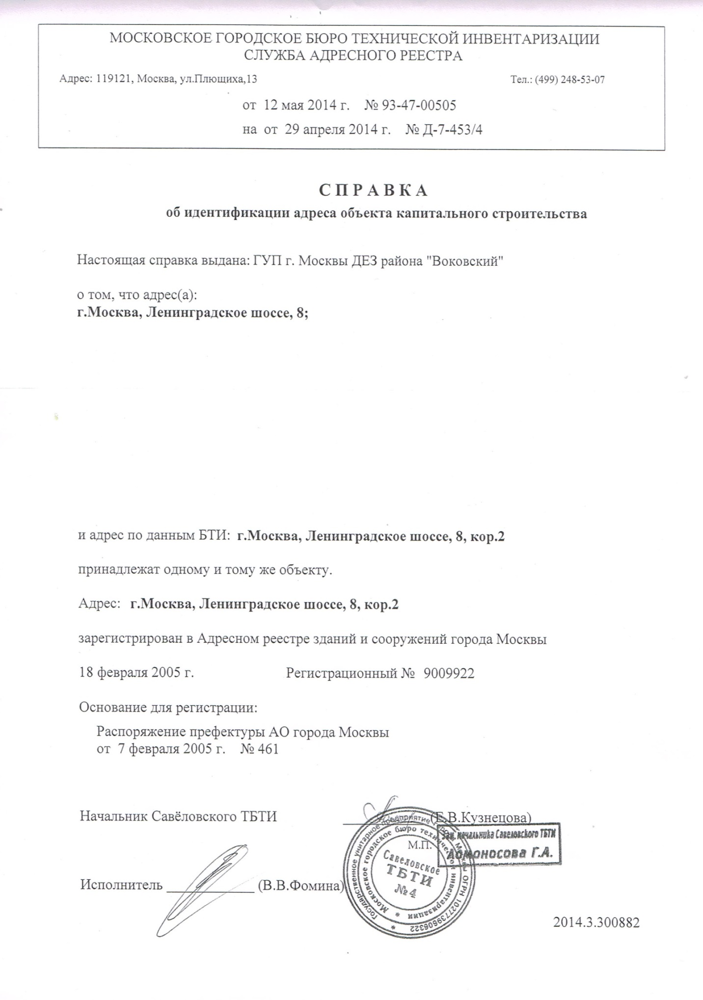 МОСКОВСКОЕ ГОРОДСКОЕ БЮРО ТЕХНИЧЕСКОЙ ИНВЕНТАРИЗАЦИИ
СЛУЖБА АДРЕСНОГО РЕЕСТРА
Адрес: 119121, Москва, ул.Плющиха,13 Тел.: (499) 248-53-07
от 12 мая 2014 г. № 93-47-00505
на от 29 апреля 2014 г. № Д-7-453/4
С П Р А В К А
об идентификации адреса объекта капитального строительства
Настоящая справка выдана: ГУП г. Москвы ДЕЗ района "Воковский"
о том, что адрес(а):
г.Москва, Ленинградское шоссе, 8;
и адрес по данным БТИ: г.Москва, Ленинградское шоссе, 8, кор.2
принадлежат одному и тому же объекту.
Адрес: г.Москва, Ленинградское шоссе, 8, кор.2
зарегистрирован в Адресном реестре зданий и сооружений города Москвы
18 февраля 2005 г. Регистрационный № 9009922
Основание для регистрации:
Распоряжение префектуры АО города Москвы
от 7 февраля 2005 г. № 461
Начальник Савёловского ТБТИ (Е.В.Кузнецова)
Зам. начальника Савеловского ТБТИ
Ломоносова Г.А.
М.П.
Государственное унитарное предприятие города Москвы ОГРН 1027739606322 *
Московское городское бюро технической инвентаризации *
Савеловское
ТБТИ
№4
Исполнитель (В.В.Фомина)
2014.3.300882